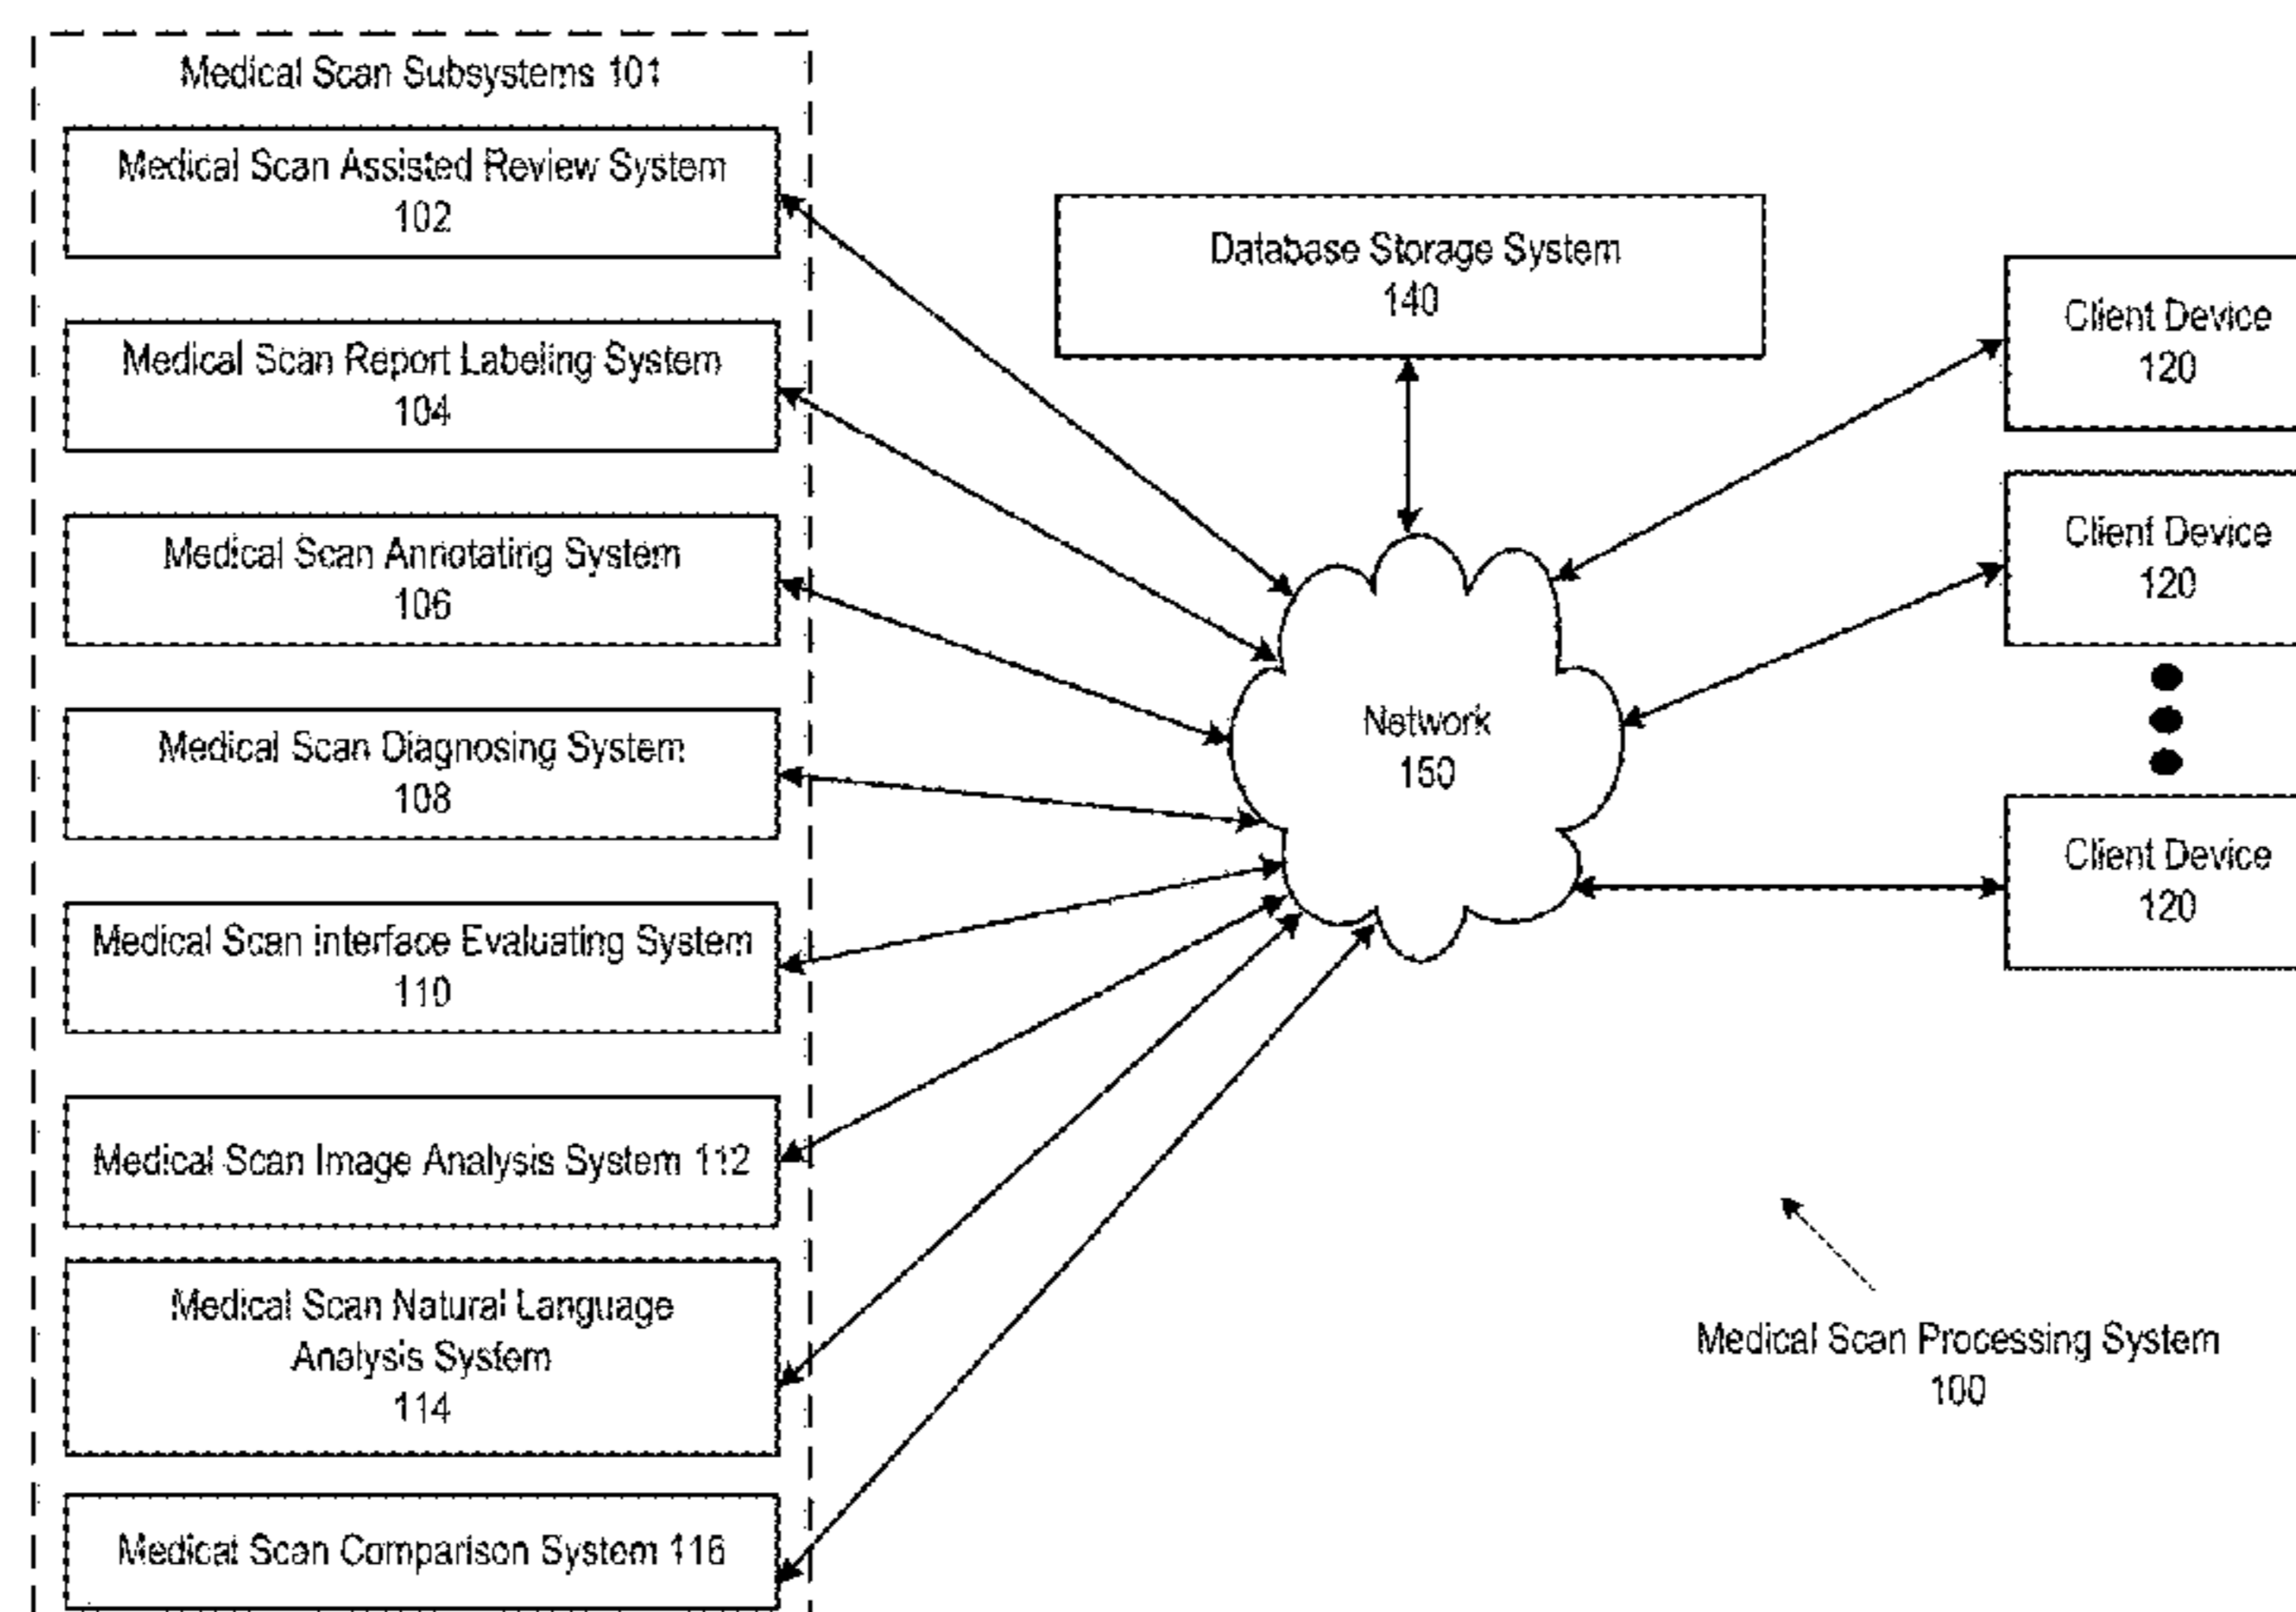 Medical Scan Subsystems 101
Medical Scan Assisted Review System
102
Medical Scan Report Labeling System
104
Medical Scan Annotating System
106
Medical Scan Diagnosing System
108
Medical Scan interface Evaluating System
110
Medical Scan Image Analysis System 112
Medical Scan Natural Language
Analysis System
114
Medical Scan Comparison System 116
Database Storage System
140
Network
150
Client Device
120
Client Device
120
Client Device
120
Medical Scan Processing System
100